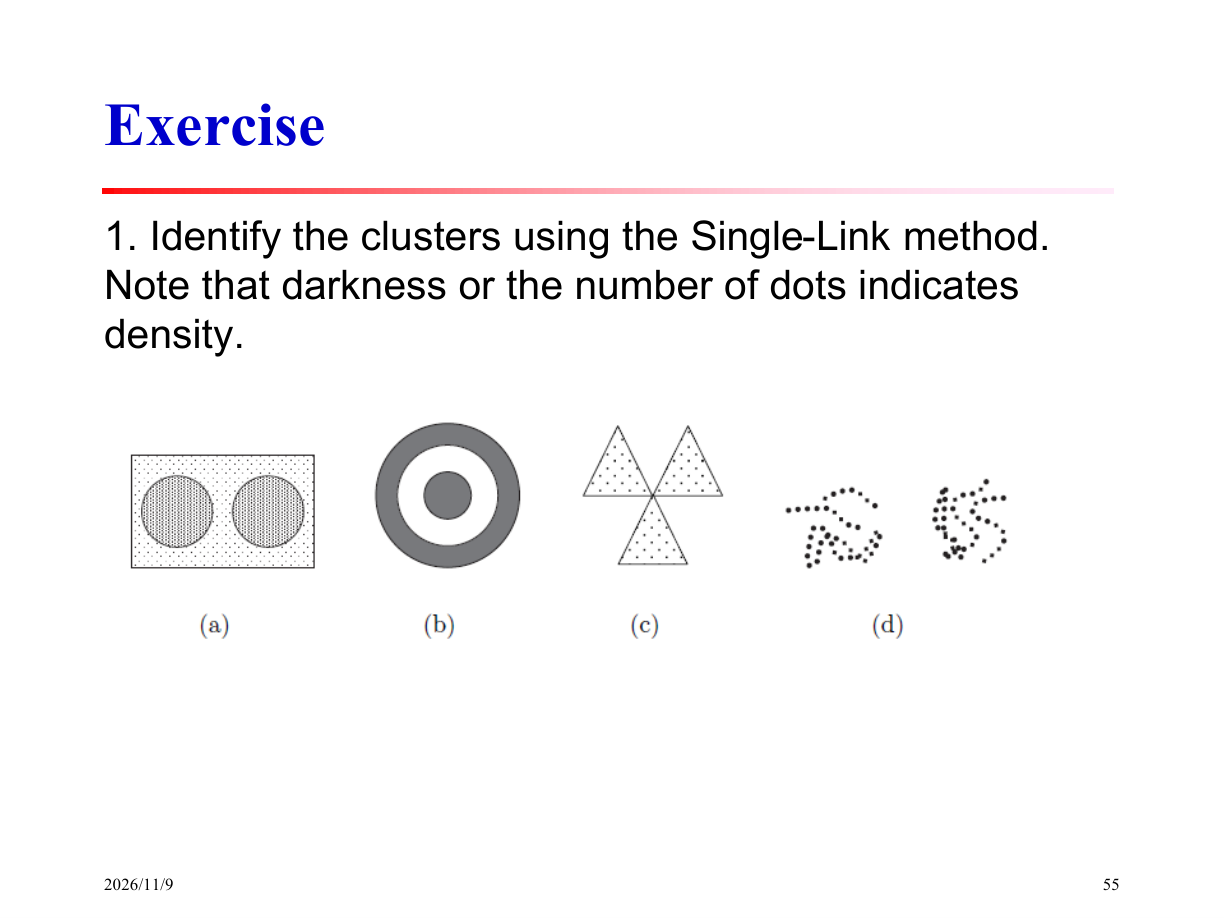 Exercise
1. Identify the clusters using the Single-Link method.
Note that darkness or the number of dots indicates
density.
(a) (b) (c) (d)
2026/11/9 55